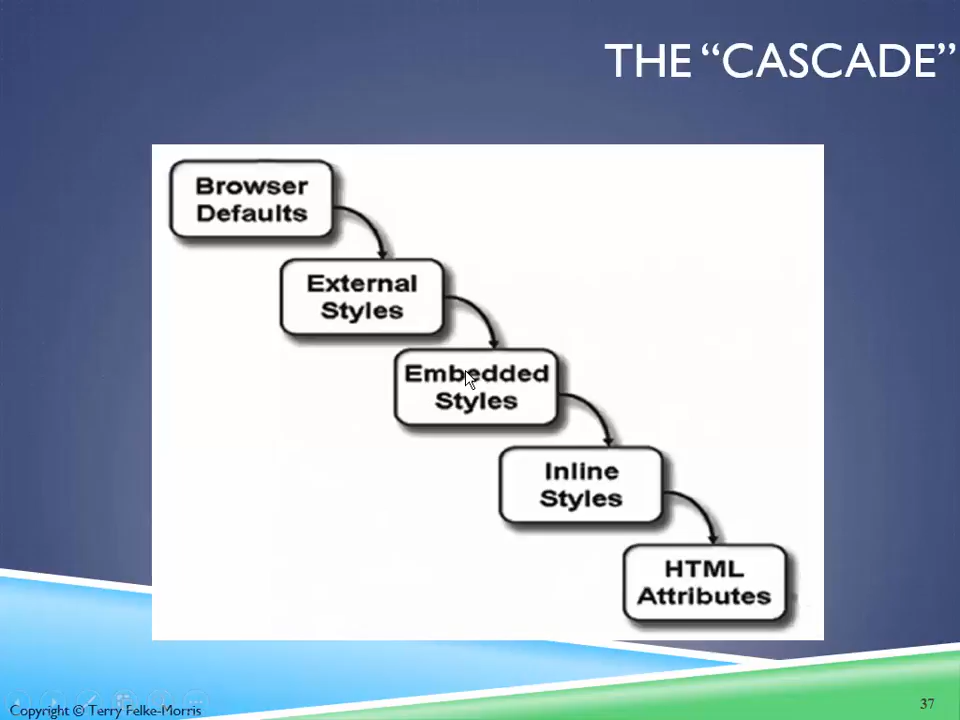 THE “CASCADE”
Browser
Defaults
External
Styles
Embedded
Styles
Inline
Styles
HTML
Attributes
Copyright © Terry Felke-Morris
37